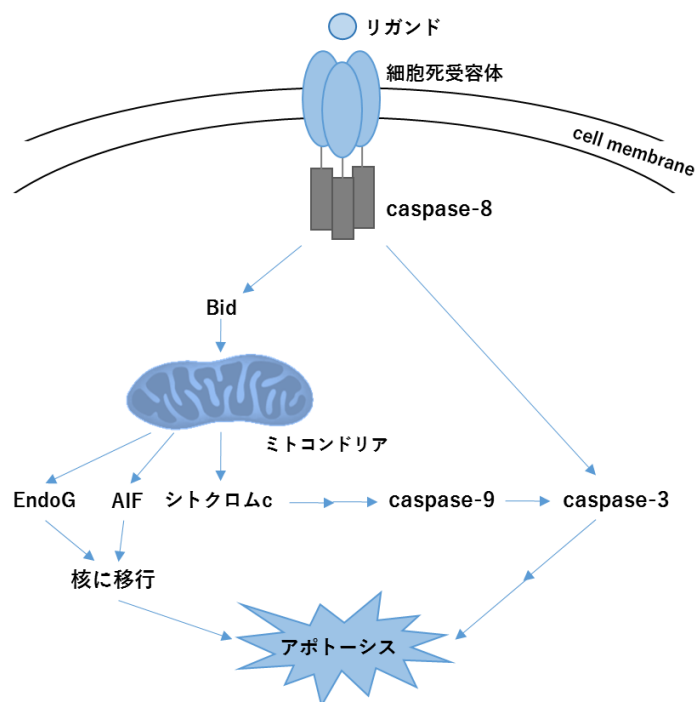 リガンド
細胞死受容体
cell membrane
caspase-8
Bid
ミトコンドリア
EndoG
AIF
シトクロムc
caspase-9
caspase-3
核に移行
アポトーシス